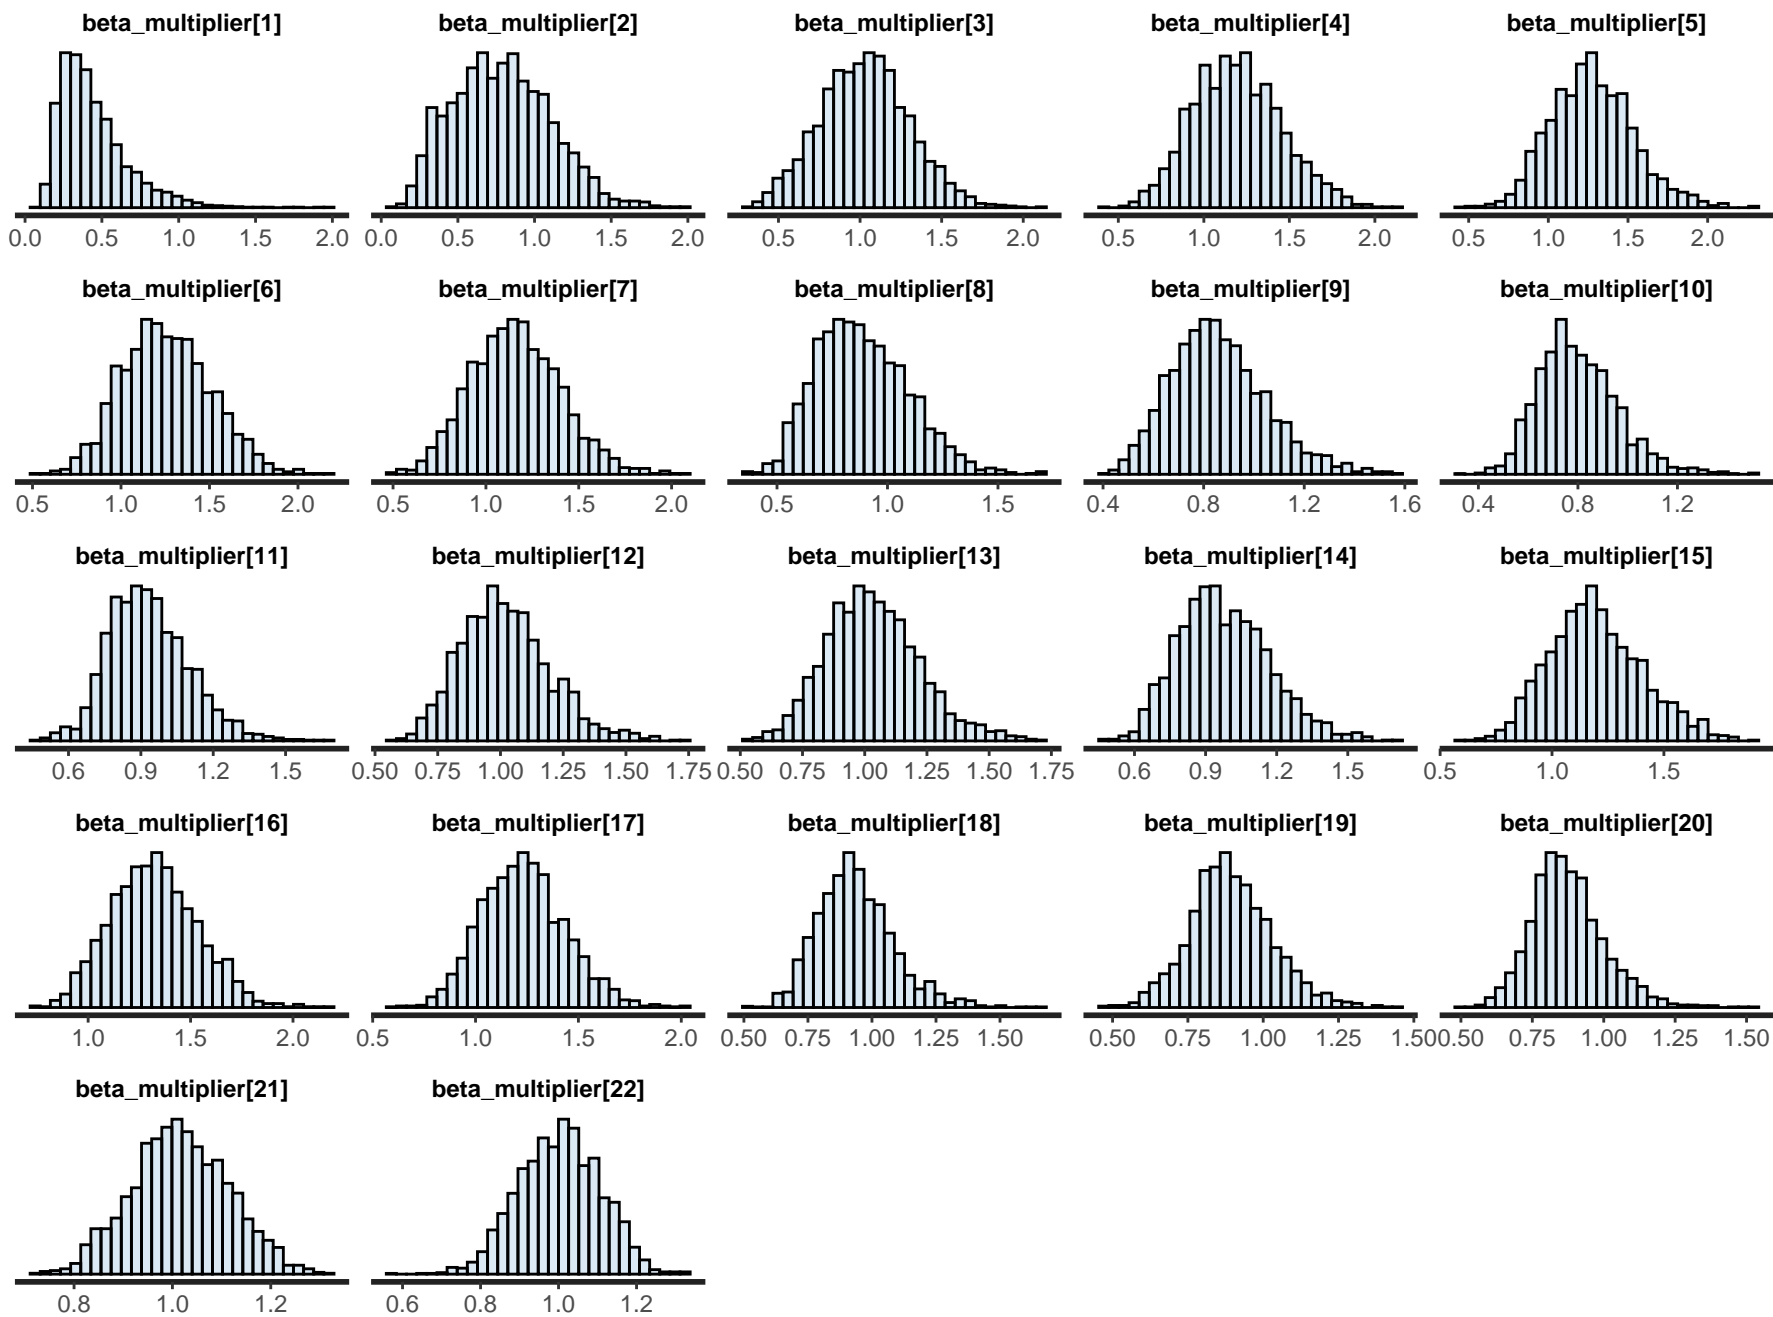 beta_multiplier[1] beta_multiplier[2] beta_multiplier[3] beta_multiplier[4] beta_multiplier[5]
0.0 0.5 1.0 1.5 2.0 0.0 0.5 1.0 1.5 2.0 0.5 1.0 1.5 2.0 0.5 1.0 1.5 2.0 0.5 1.0 1.5 2.0
beta_multiplier[6] beta_multiplier[7] beta_multiplier[8] beta_multiplier[9] beta_multiplier[10]
0.5 1.0 1.5 2.0 0.5 1.0 1.5 2.0 0.5 1.0 1.5 0.4 0.8 1.2 1.6 0.4 0.8 1.2
beta_multiplier[11] beta_multiplier[12] beta_multiplier[13] beta_multiplier[14] beta_multiplier[15]
0.6 0.9 1.2 1.5 0.50 0.75 1.00 1.25 1.50 1.75 0.50 0.75 1.00 1.25 1.50 1.75 0.6 0.9 1.2 1.5 0.5 1.0 1.5
beta_multiplier[16] beta_multiplier[17] beta_multiplier[18] beta_multiplier[19] beta_multiplier[20]
1.0 1.5 2.0 0.5 1.0 1.5 2.0 0.50 0.75 1.00 1.25 1.50 0.50 0.75 1.00 1.25 1.50 0.50 0.75 1.00 1.25 1.50
beta_multiplier[21] beta_multiplier[22]
0.8 1.0 1.2 0.6 0.8 1.0 1.2